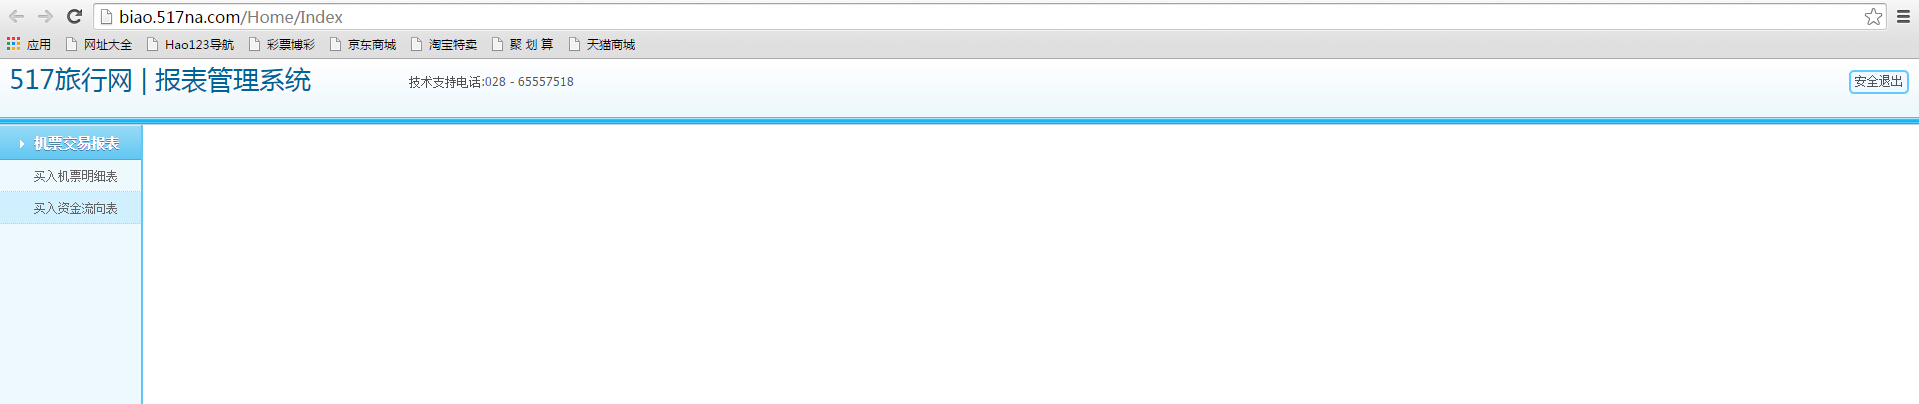 biao.517na.com/Home/Index
应用 网址大全 Hao123导航 彩票博彩 京东商城 淘宝特卖 聚 划 算 天猫商城
517旅行网 | 报表管理系统 技术支持电话:028 - 65557518 安全退出
机票交易报表
买入机票明细表
买入资金流向表